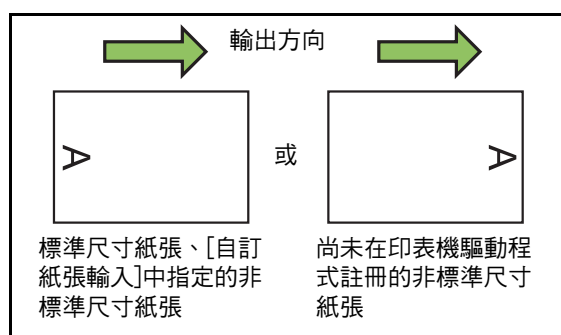 輸出方向
A
或
A
標準尺寸紙張、[自訂
紙張輸入]中指定的非
標準尺寸紙張
尚未在印表機驅動程
式註冊的非標準尺寸
紙張